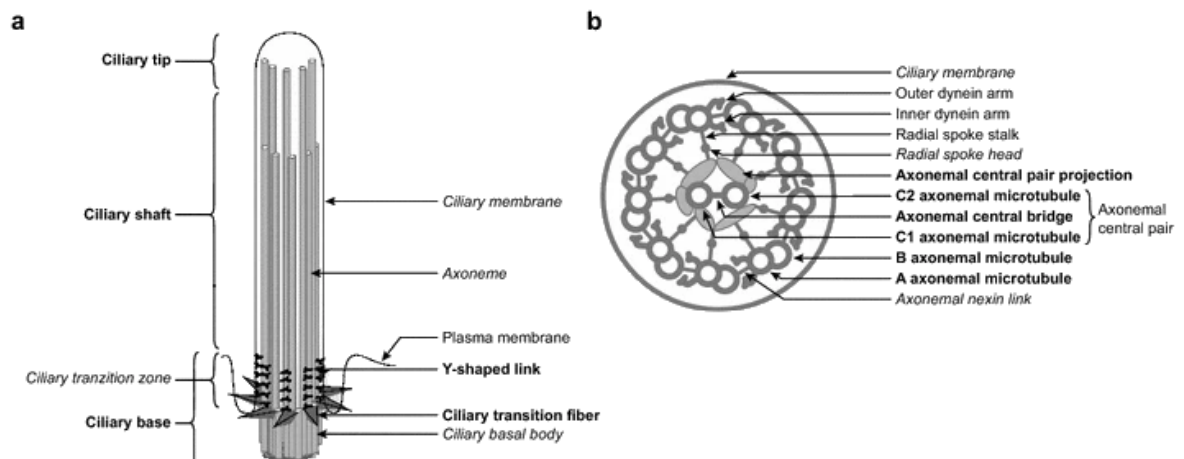 a
Ciliary tip
Ciliary shaft
Ciliary membrane
Axoneme
Plasma membrane
Y-shaped link
Ciliary tranzition zone
Ciliary transition fiber
Ciliary base
Ciliary basal body
b
Ciliary membrane
Outer dynein arm
Inner dynein arm
Radial spoke stalk
Radial spoke head
Axonemal central pair projection
C2 axonemal microtubule
Axonemal central bridge
C1 axonemal microtubule
Axonemal
central pair
B axonemal microtubule
A axonemal microtubule
Axonemal nexin link